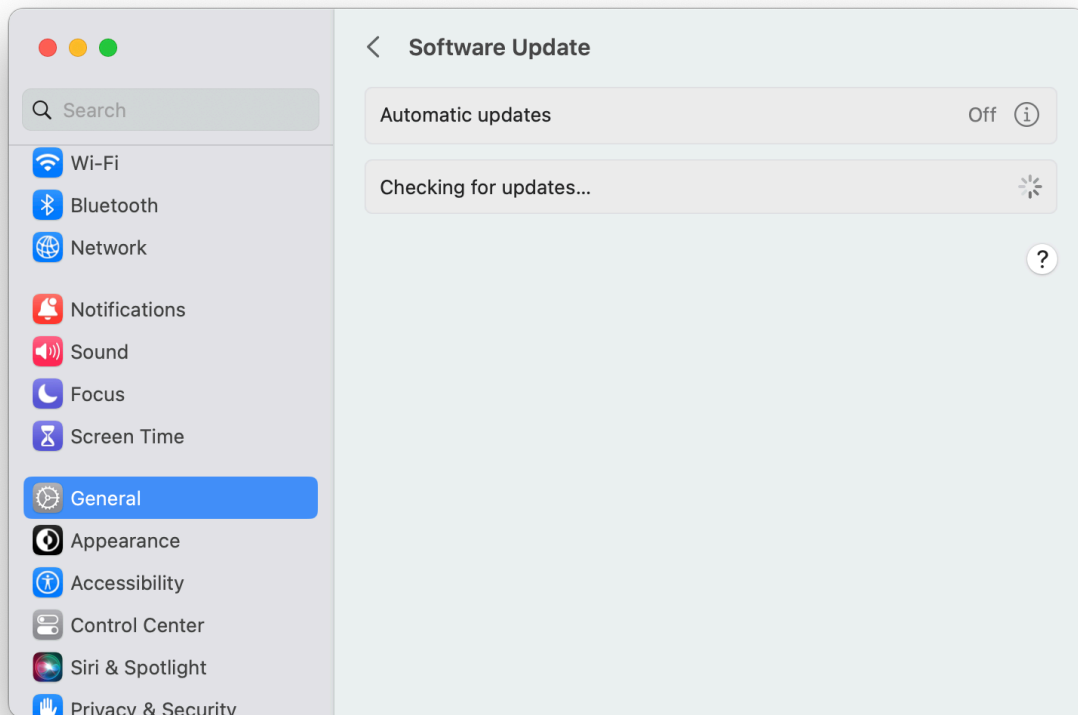 Software Update
Search
Automatic updates Off
Checking for updates...
?
Wi-Fi
Bluetooth
Network
Notifications
Sound
Focus
Screen Time
General
Appearance
Accessibility
Control Center
Siri & Spotlight
Privacy & Security